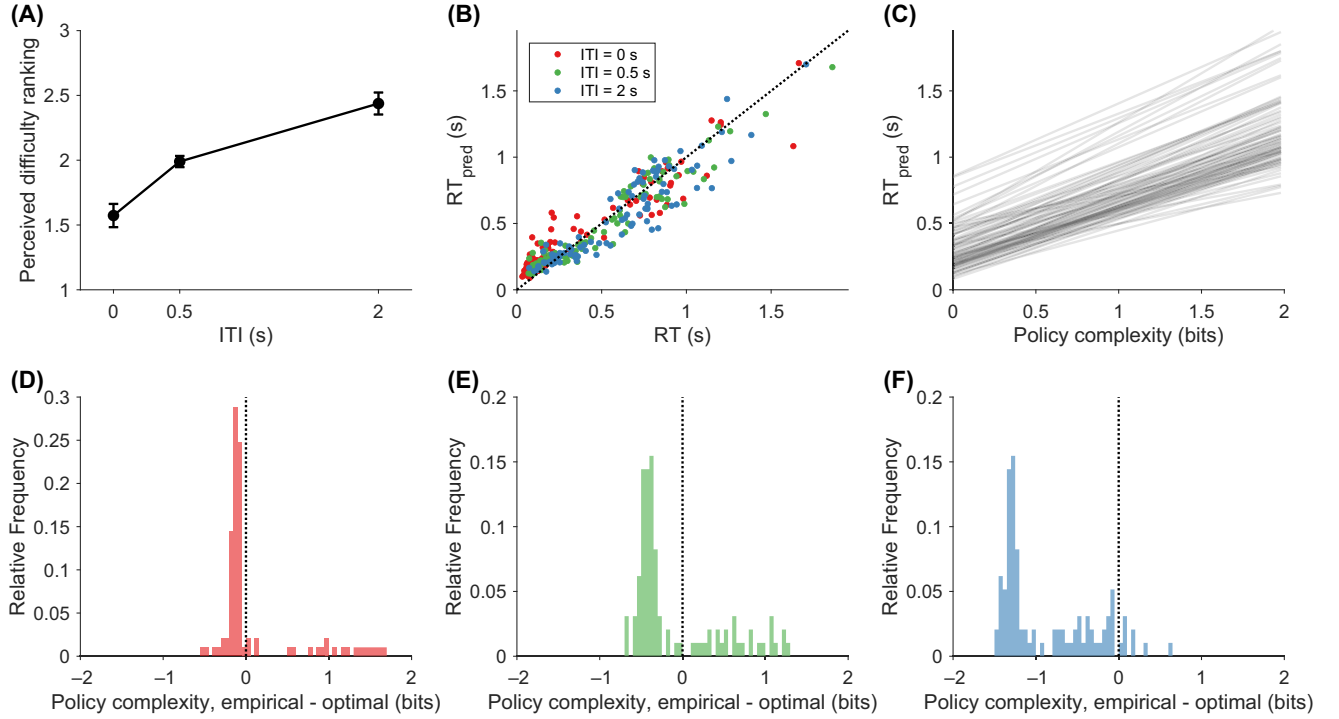 (A)
Perceived difficulty ranking
3
2.5
2
1.5
1
0
0.5
2
ITI (s)
(B)
RTpred (s)
1.5
1
0.5
0
ITI = 0 s
ITI = 0.5 s
ITI = 2 s
0
0.5
1
1.5
RT (s)
(C)
RTpred (s)
1.5
1
0.5
0
0
0.5
1
1.5
2
Policy complexity (bits)
(D)
Relative Frequency
0.3
0.25
0.2
0.15
0.1
0.05
0
−2
−1
0
1
2
Policy complexity, empirical - optimal (bits)
(E)
Relative Frequency
0.2
0.15
0.1
0.05
0
−2
−1
0
1
2
Policy complexity, empirical - optimal (bits)
(F)
Relative Frequency
0.2
0.15
0.1
0.05
0
−2
−1
0
1
2
Policy complexity, empirical - optimal (bits)